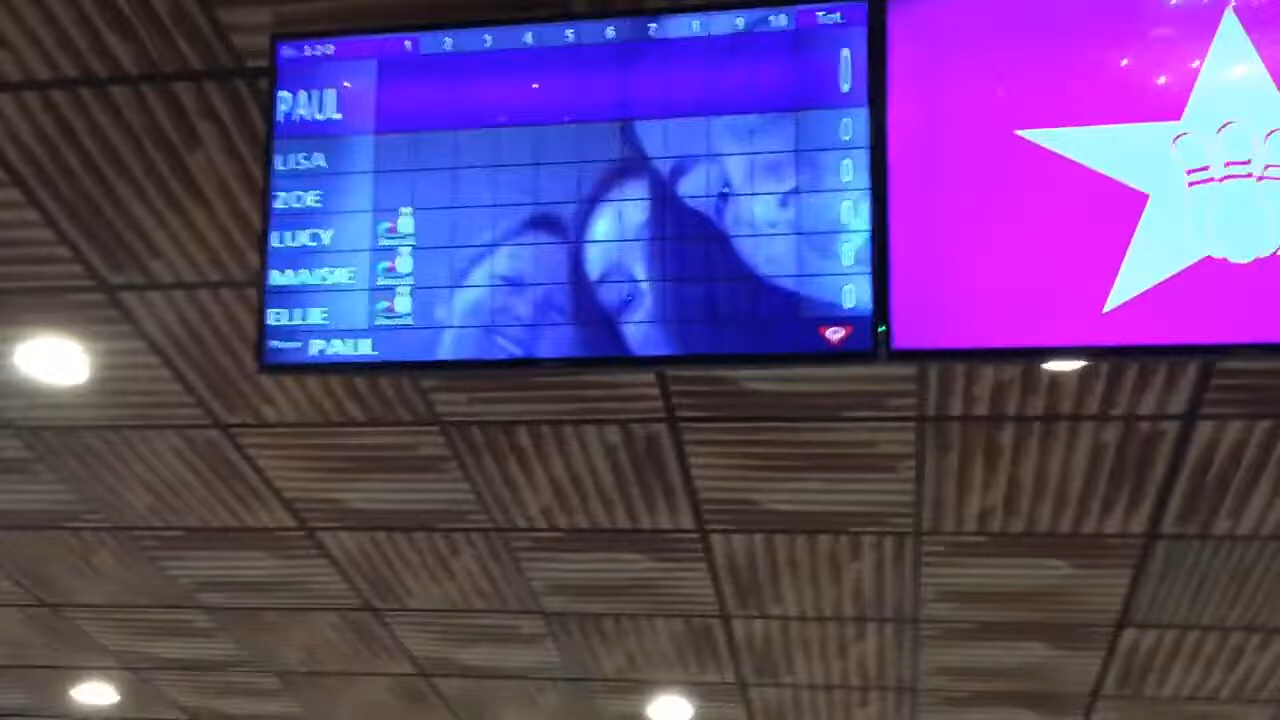 1 2 3 4 5 6 7 8 9 10 Tot.
PAUL 0
LISA 0
ZOE 0
LUCY 0
MAISIE 0
ELLIE 0
PAUL